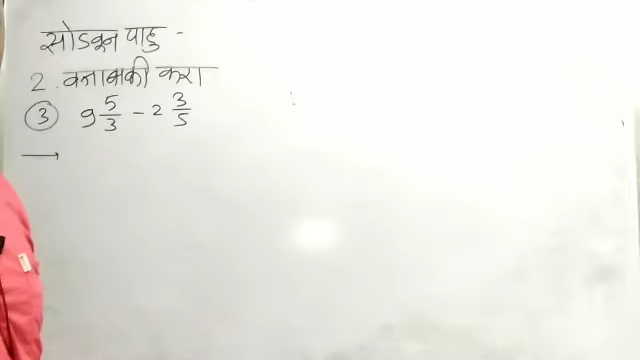 सोडवून पाहू -
2. वजाबाकी करा
③ 9 5/3 - 2 3/5
→